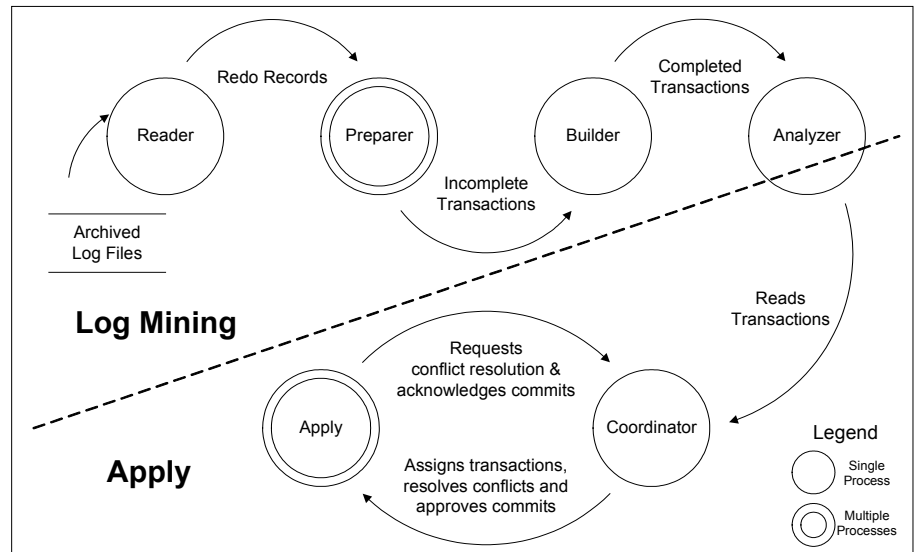 Redo Records
Completed
Transactions
Reader
Preparer
Builder
Analyzer
Incomplete
Transactions
Archived
Log Files
Log Mining
Reads
Transactions
Requests
conflict resolution &
acknowledges commits
Apply
Coordinator
Assigns transactions,
resolves conflicts and
approves commits
Apply
Legend
Single
Process
Multiple
Processes